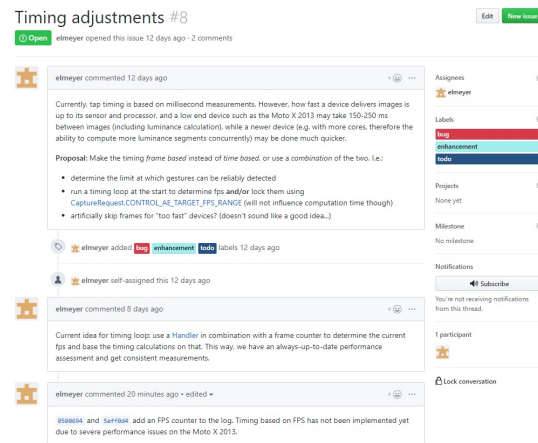 Timing adjustments #8
Edit
New issue
Open
elmeyer opened this issue 12 days ago · 2 comments
elmeyer commented 12 days ago
Currently, tap timing is based on millisecond measurements. However, how fast a device delivers images is
up to its sensor and processor, and a low end device such as the Moto X 2013 may take 150-250 ms
between images (including luminance calculation). while a newer device (e.g. with more cores, therefore the
ability to compute more luminance segments concurrently) may be done much quicker.
Proposal: Make the timing frame based instead of time based, or use a combination of the two. I.e.:
• determine the limit at which gestures can be reliably detected
• run a timing loop at the start to determine fps and/or lock them using
CaptureRequest.CONTROL_AE_TARGET_FPS_RANGE (will not influence computation time though)
• artificially skip frames for "too fast" devices? (doesn't sound like a good idea...)
elmeyer added bug enhancement todo labels 12 days ago
elmeyer self-assigned this 12 days ago
elmeyer commented 8 days ago
Current idea for timing loop: use a Handler in combination with a frame counter to determine the current
fps and base the timing calculations on that. This way, we have an always-up-to-date performance
assessment and get consistent measurements.
elmeyer commented 20 minutes ago • edited
0500694 and 5aff0d4 add an FPS counter to the log. Timing based on FPS has not been implemented yet
due to severe performance issues on the Moto X 2013.
Assignees
elmeyer
Labels
bug
enhancement
todo
Projects
None yet
Milestone
No milestone
Notifications
Subscribe
You're not receiving notifications
from this thread.
1 participant
Lock conversation